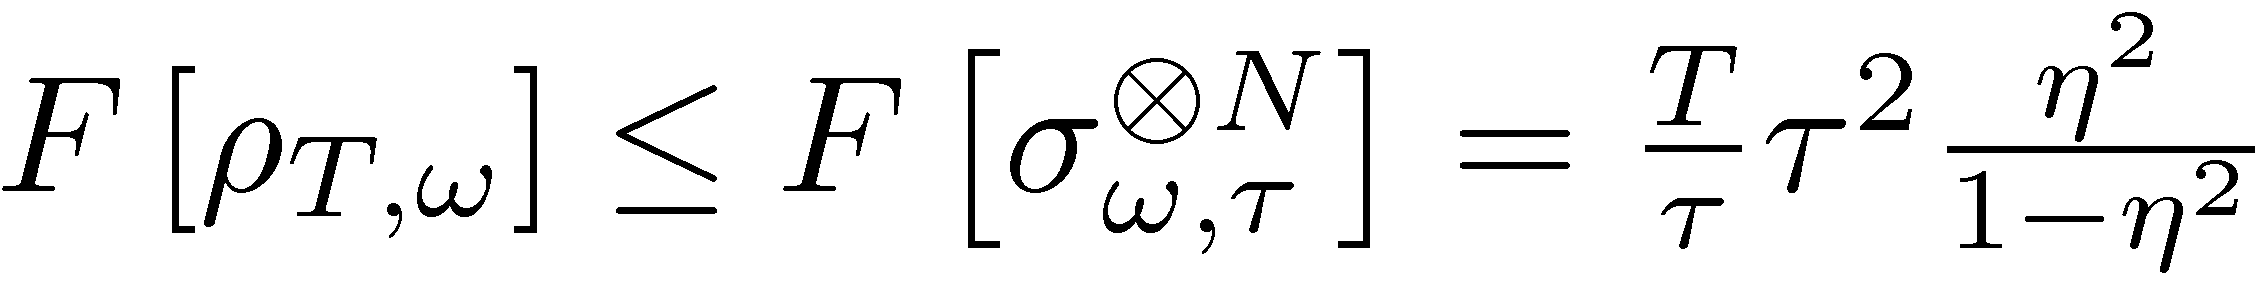 F [ρ_{T,ω}] ≤ F [σ_{ω,τ}^{⊗N}] = \frac{T}{τ} τ^2 \frac{η^2}{1−η^2}